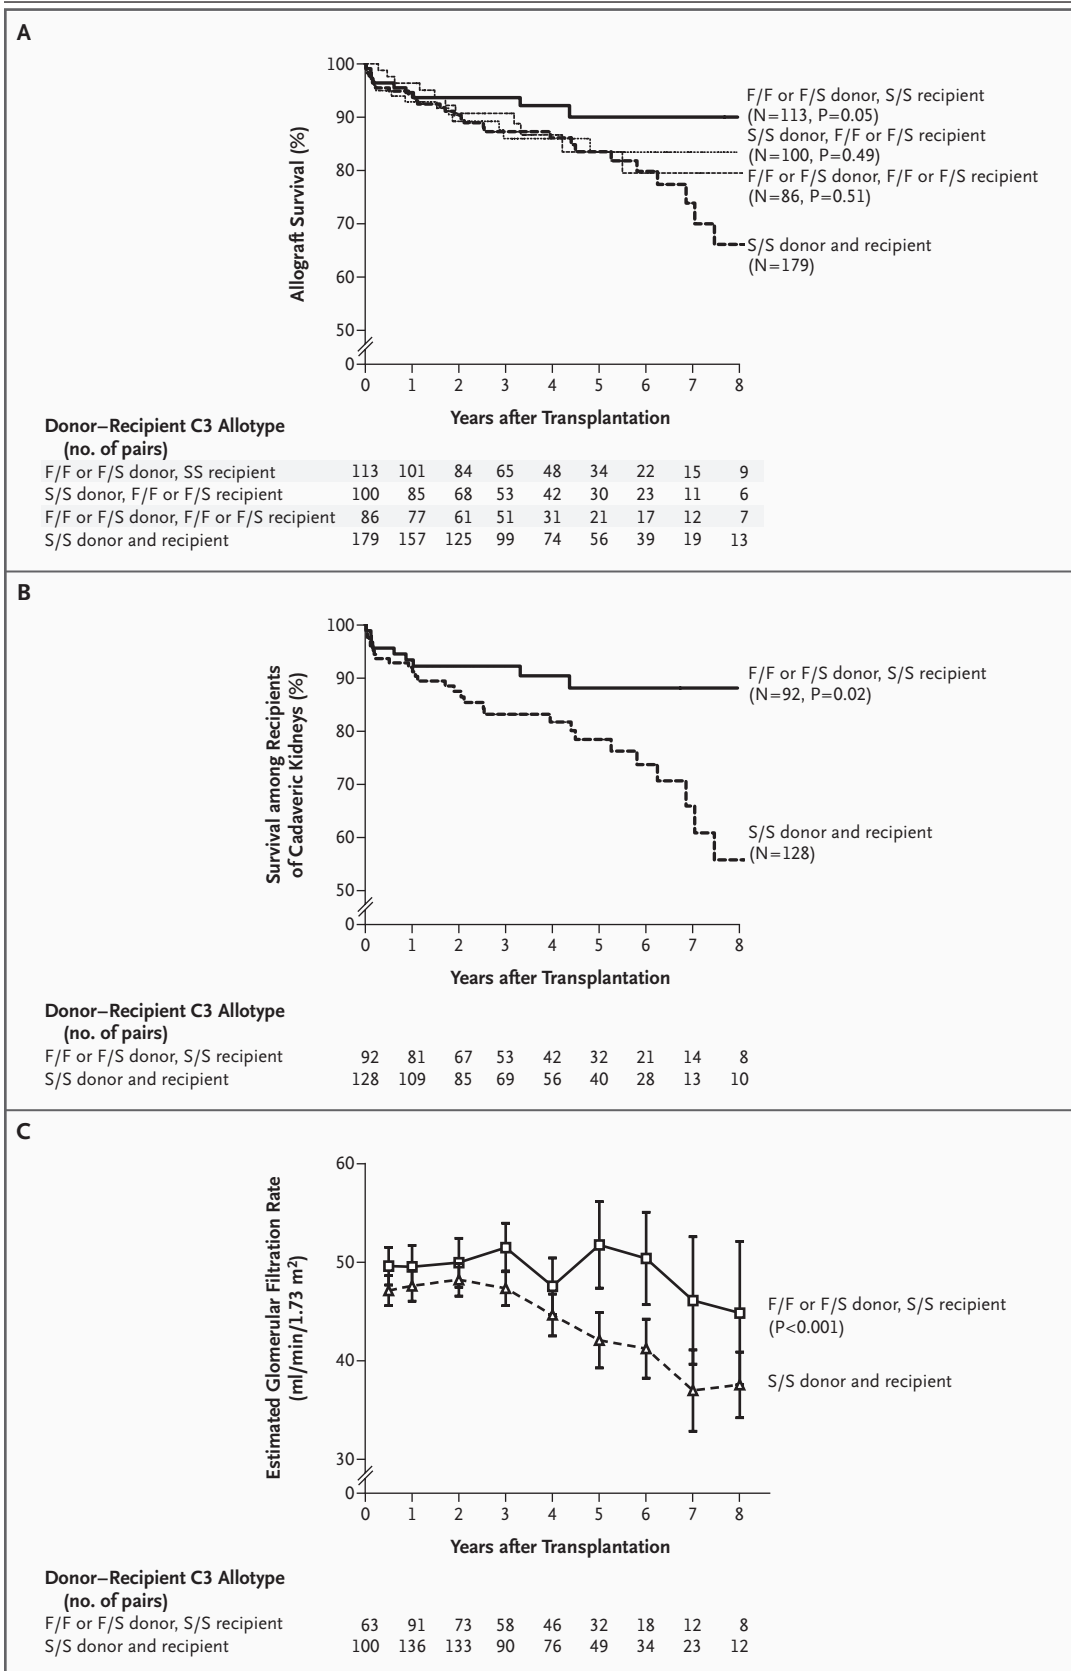 A
100
90
80
70
60
50
0
Allograft Survival (%)
F/F or F/S donor, S/S recipient
(N=113, P=0.05)
S/S donor, F/F or F/S recipient
(N=100, P=0.49)
F/F or F/S donor, F/F or F/S recipient
(N=86, P=0.51)
S/S donor and recipient
(N=179)
0 1 2 3 4 5 6 7 8
Years after Transplantation
Donor–Recipient C3 Allotype
(no. of pairs)
F/F or F/S donor, SS recipient 113 101 84 65 48 34 22 15 9
S/S donor, F/F or F/S recipient 100 85 68 53 42 30 23 11 6
F/F or F/S donor, F/F or F/S recipient 86 77 61 51 31 21 17 12 7
S/S donor and recipient 179 157 125 99 74 56 39 19 13
B
100
90
80
70
60
50
0
Survival among Recipients
of Cadaveric Kidneys (%)
F/F or F/S donor, S/S recipient
(N=92, P=0.02)
S/S donor and recipient
(N=128)
0 1 2 3 4 5 6 7 8
Years after Transplantation
Donor–Recipient C3 Allotype
(no. of pairs)
F/F or F/S donor, S/S recipient 92 81 67 53 42 32 21 14 8
S/S donor and recipient 128 109 85 69 56 40 28 13 10
C
60
50
40
30
0
Estimated Glomerular Filtration Rate
(ml/min/1.73 m²)
F/F or F/S donor, S/S recipient
(P<0.001)
S/S donor and recipient
0 1 2 3 4 5 6 7 8
Years after Transplantation
Donor–Recipient C3 Allotype
(no. of pairs)
F/F or F/S donor, S/S recipient 63 91 73 58 46 32 18 12 8
S/S donor and recipient 100 136 133 90 76 49 34 23 12